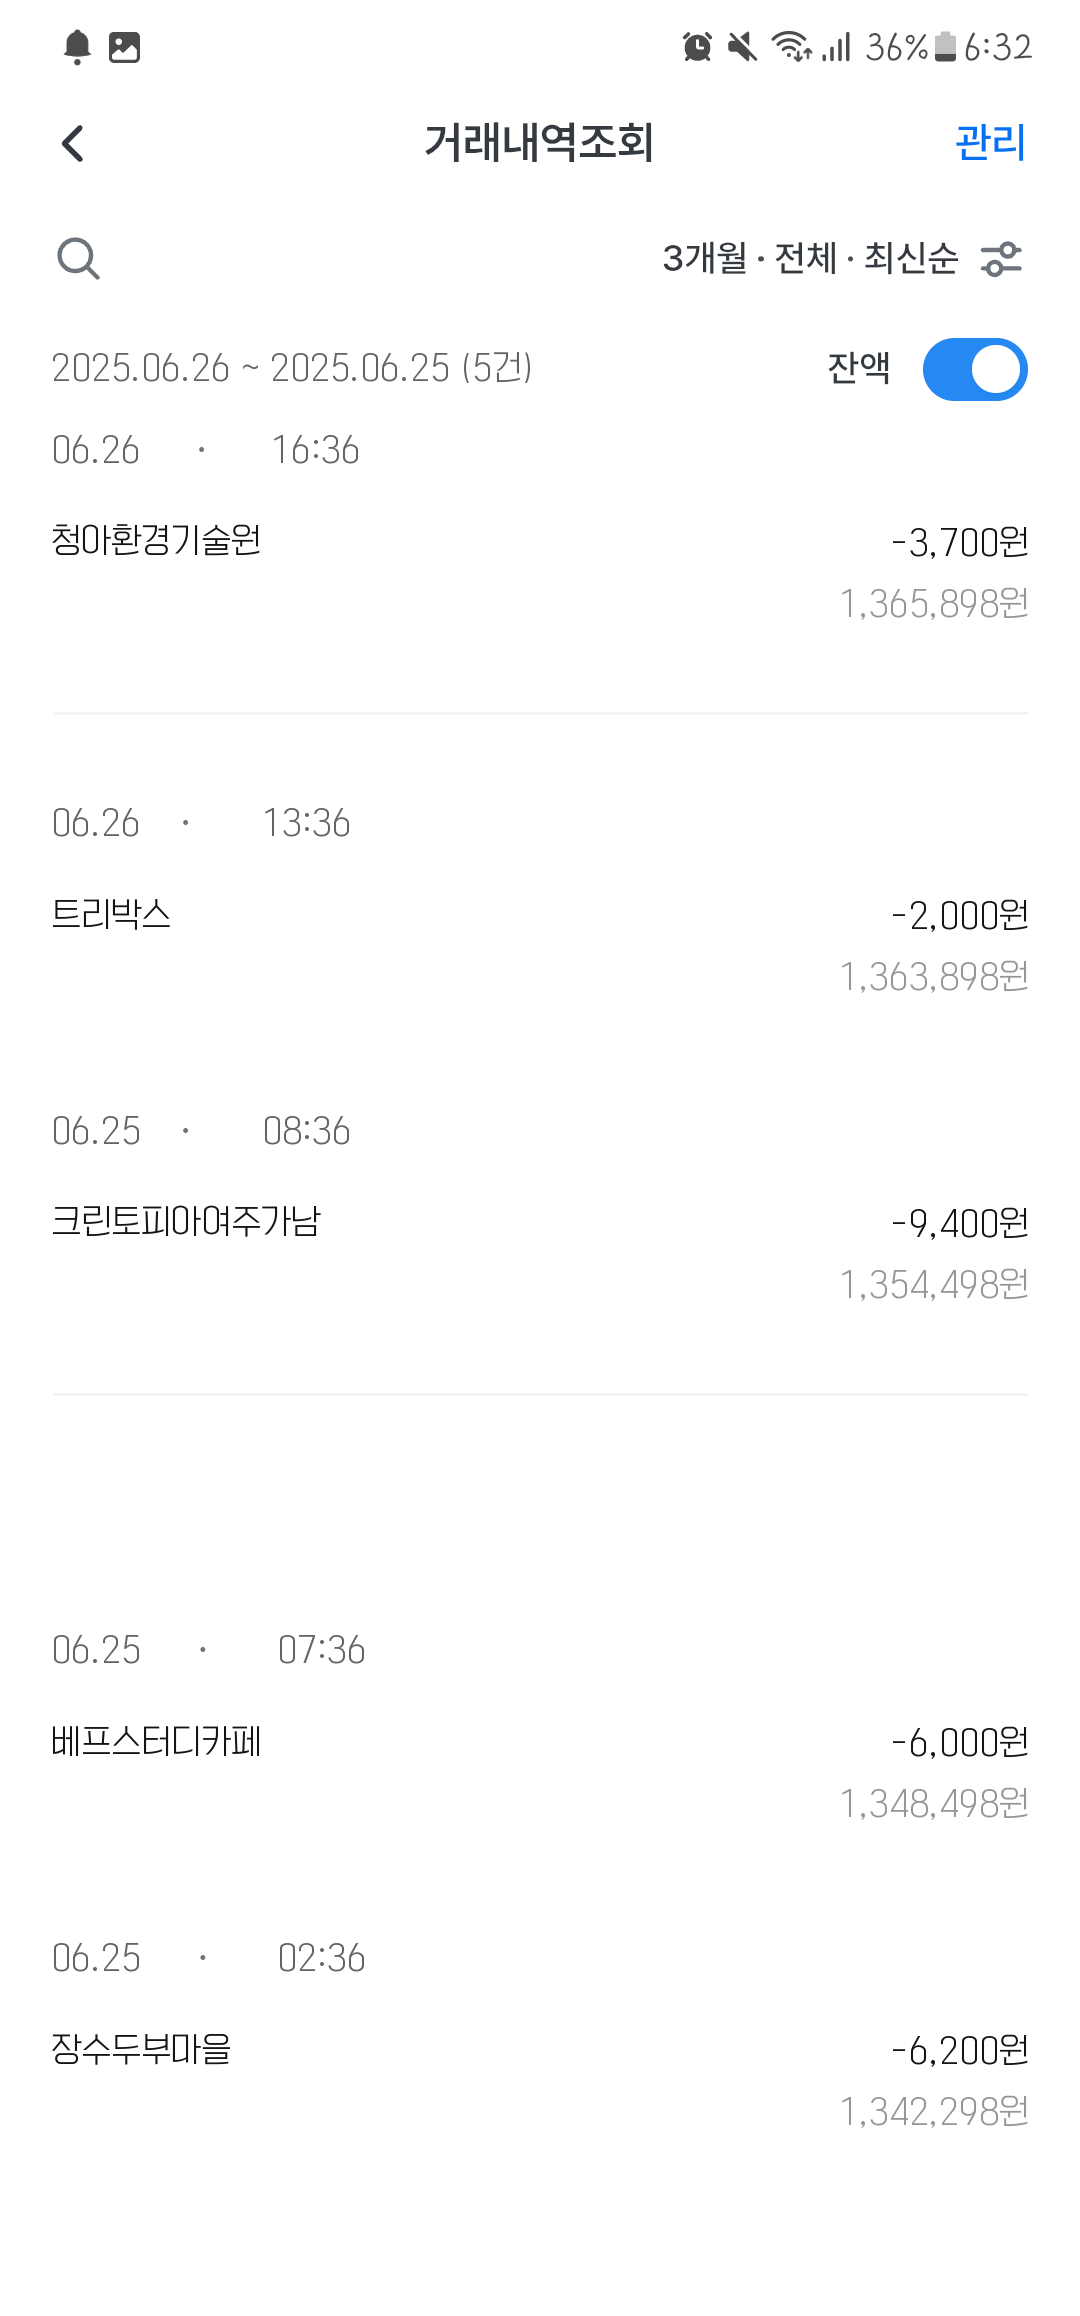 36% 6:32
거래내역조회 관리
3개월 · 전체 · 최신순
2025.06.26 ~ 2025.06.25 (5건) 잔액
06.26 · 16:36
청아환경기술원 -3,700원
1,365,898원
06.26 · 13:36
트리박스 -2,000원
1,363,898원
06.25 · 08:36
크린토피아여주가남 -9,400원
1,354,498원
06.25 · 07:36
베프스터디카페 -6,000원
1,348,498원
06.25 · 02:36
장수두부마을 -6,200원
1,342,298원